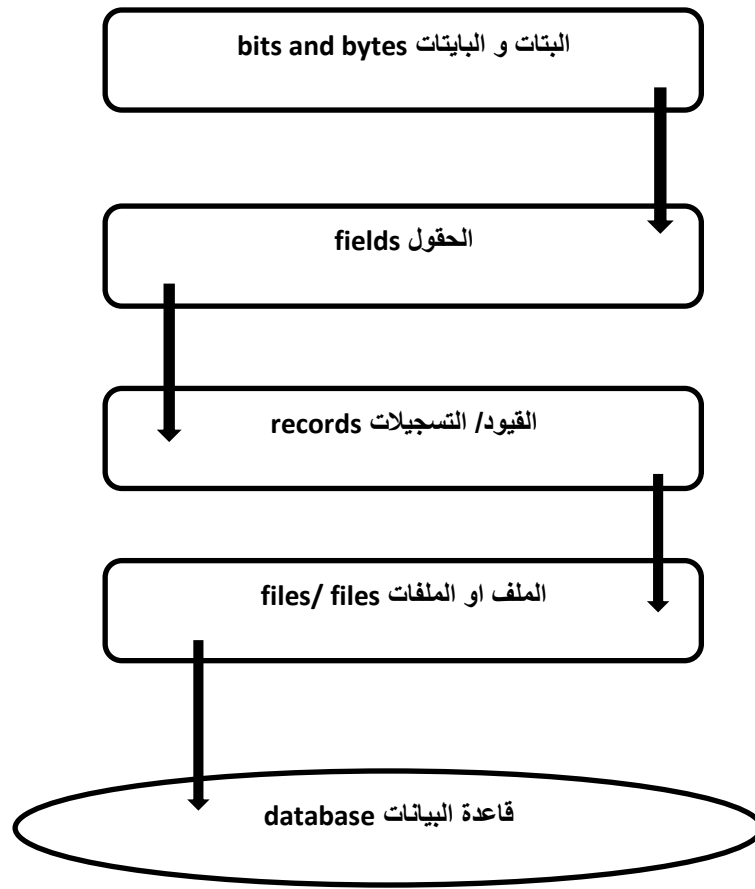 البتات و البايتات bits and bytes
الحقول fields
القيود/ التسجيلات records
الملف او الملفات files/ files
قاعدة البيانات database